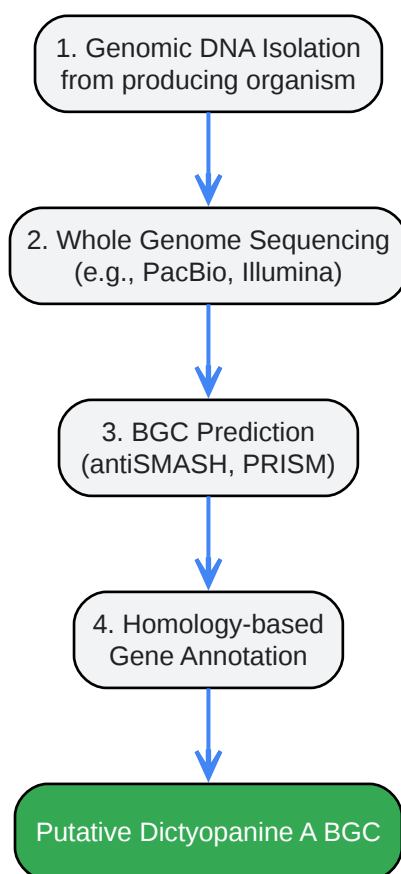 1. Genomic DNA Isolation
from producing organism
2. Whole Genome Sequencing
(e.g., PacBio, Illumina)
3. BGC Prediction
(antiSMASH, PRISM)
4. Homology-based
Gene Annotation
Putative Dictyopanine A BGC